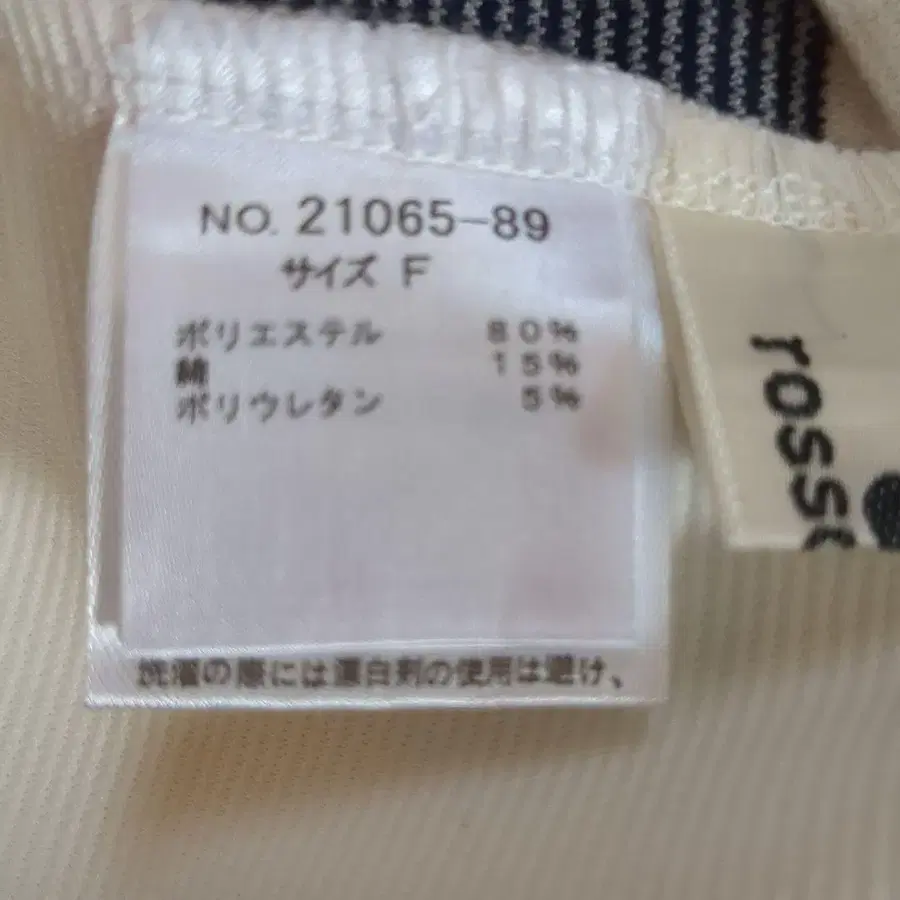 NO. 21065-89
サイズ F
ポリエステル 80%
綿 15%
ポリウレタン 5%
洗濯の際には漂白剤の使用は避け、
ross